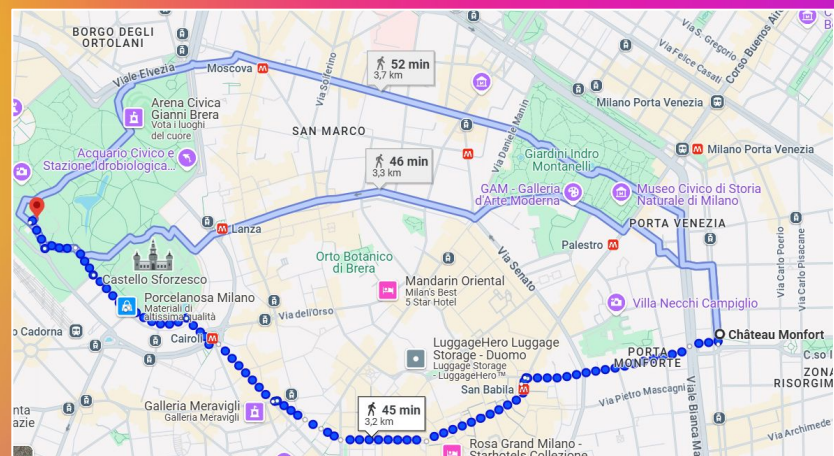 BORGO DEGLI
ORTOLANI
Viale Elvezia
Moscova
Via Solferino
52 min
3,7 km
Via S. Gregorio
Via Felice Casati
Corso Buenos Aires
Milano Porta Venezia
Arena Civica
Gianni Brera
Vota i luoghi
del cuore
SAN MARCO
Via Daniele Manin
Milano Porta Venezia
Acquario Civico e
Stazione Idrobiologica...
46 min
3,3 km
Giardini Indro
Montanelli
GAM - Galleria
d'Arte Moderna
Museo Civico di Storia
Naturale di Milano
PORTA VENEZIA
Lanza
Palestro
Via Carlo Poerio
Via Carlo Pisacane
Orto Botanico
di Brera
Via Senato
Castello Sforzesco
Mandarin Oriental
Milan's Best
5 Star Hotel
Porcelanosa Milano
Materiali di
altissima qualità
Villa Necchi Campiglio
Via dell'Orso
o Cadorna
Cairoli
Château Monfort
LuggageHero Luggage
Storage - Duomo
Luggage Storage
- LuggageHero™
PORTA
MONFORTE
C.so I
ZONA
RISORGIM
San Babila
Via Pietro Mascagni
Viale Bianca Ma
Galleria Meravigli
Galleria Meravigli
45 min
3,2 km
nta
azie
Via Archimede
Rosa Grand Milano -
Starhotels Collezione